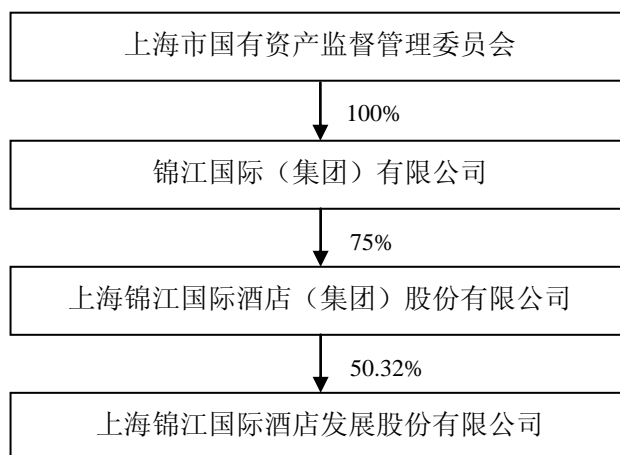 上海市国有资产监督管理委员会
100%
锦江国际（集团）有限公司
75%
上海锦江国际酒店（集团）股份有限公司
50.32%
上海锦江国际酒店发展股份有限公司